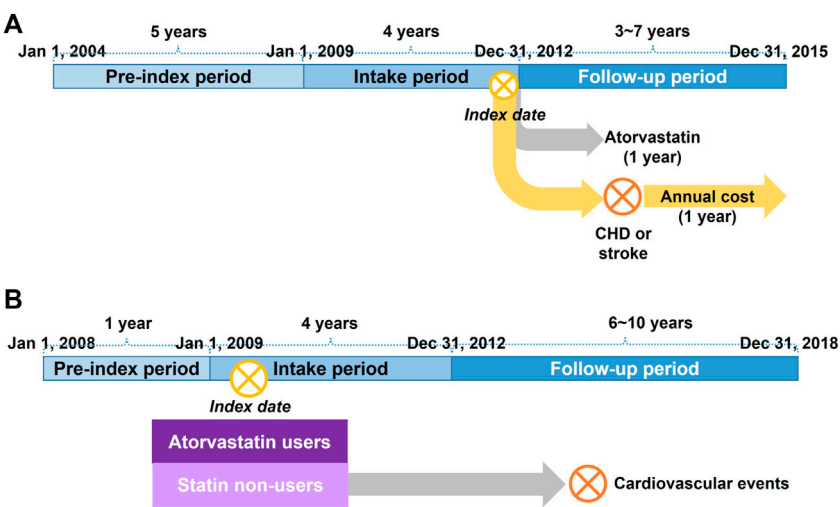 A
5 years
4 years
3~7 years
Jan 1, 2004
Jan 1, 2009
Dec 31, 2012
Dec 31, 2015
Pre-index period
Intake period
Follow-up period
Index date
Atorvastatin
(1 year)
Annual cost
(1 year)
CHD or
stroke
B
1 year
4 years
6~10 years
Jan 1, 2008
Jan 1, 2009
Dec 31, 2012
Dec 31, 2018
Pre-index period
Intake period
Follow-up period
Index date
Atorvastatin users
Statin non-users
Cardiovascular events